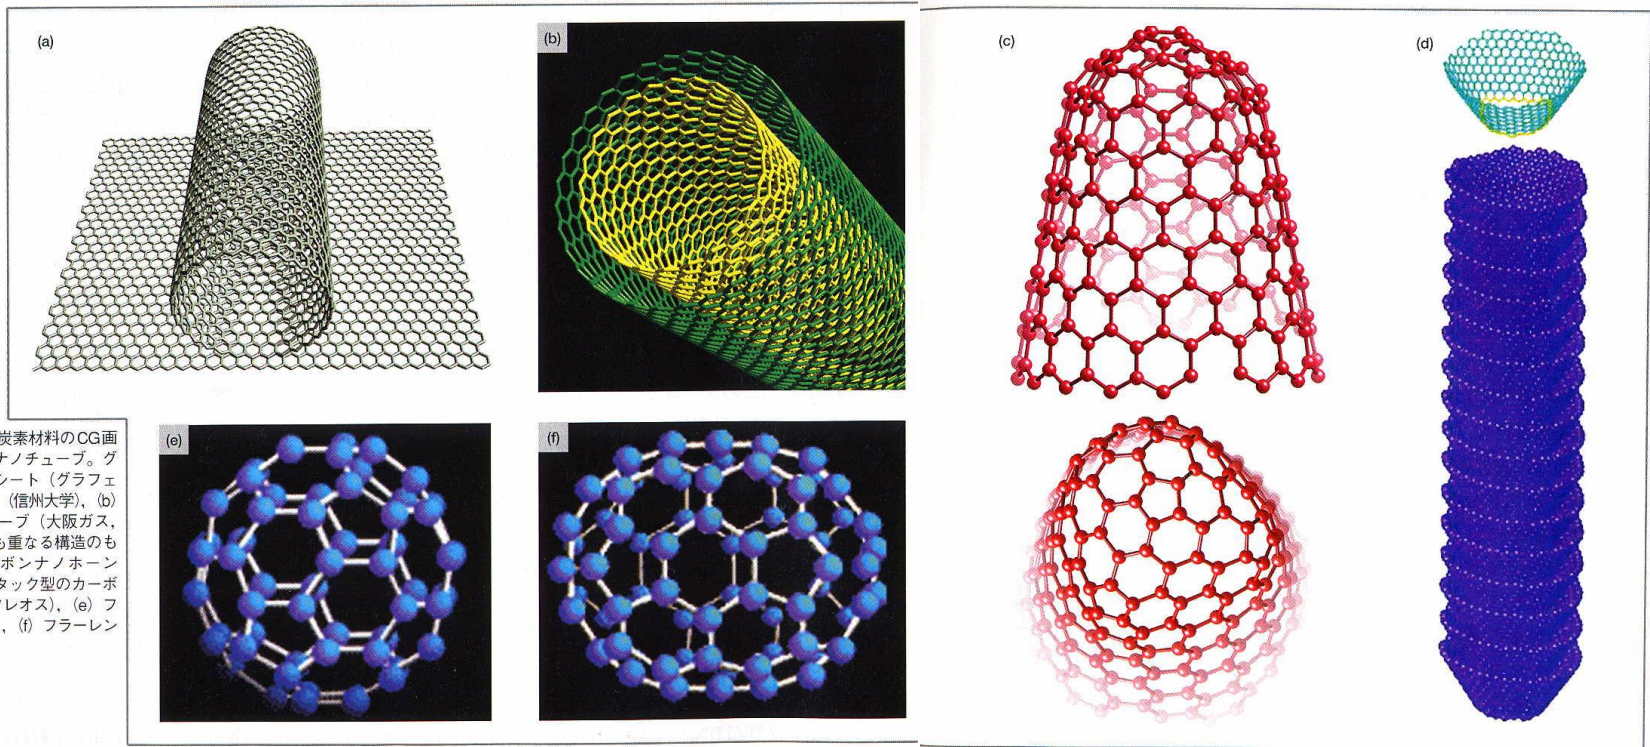 (a)
(b)
(c)
(d)
炭素材料のCG画
ナノチューブ。グ
シート（グラフェ
（信州大学），(b)
ーブ（大阪ガス，
も重なる構造のも
ボンナノホーン
タック型のカーボ
レオス），(e) フ
，(f) フラーレン
(e)
(f)